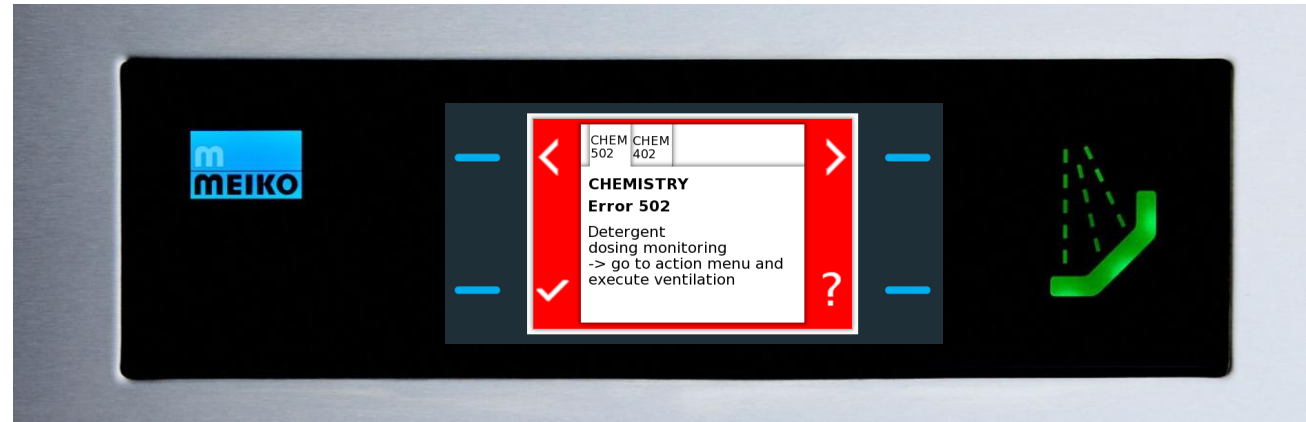 m
MEIKO
CHEM CHEM
502 402
CHEMISTRY
Error 502
Detergent
dosing monitoring
-> go to action menu and
execute ventilation
?